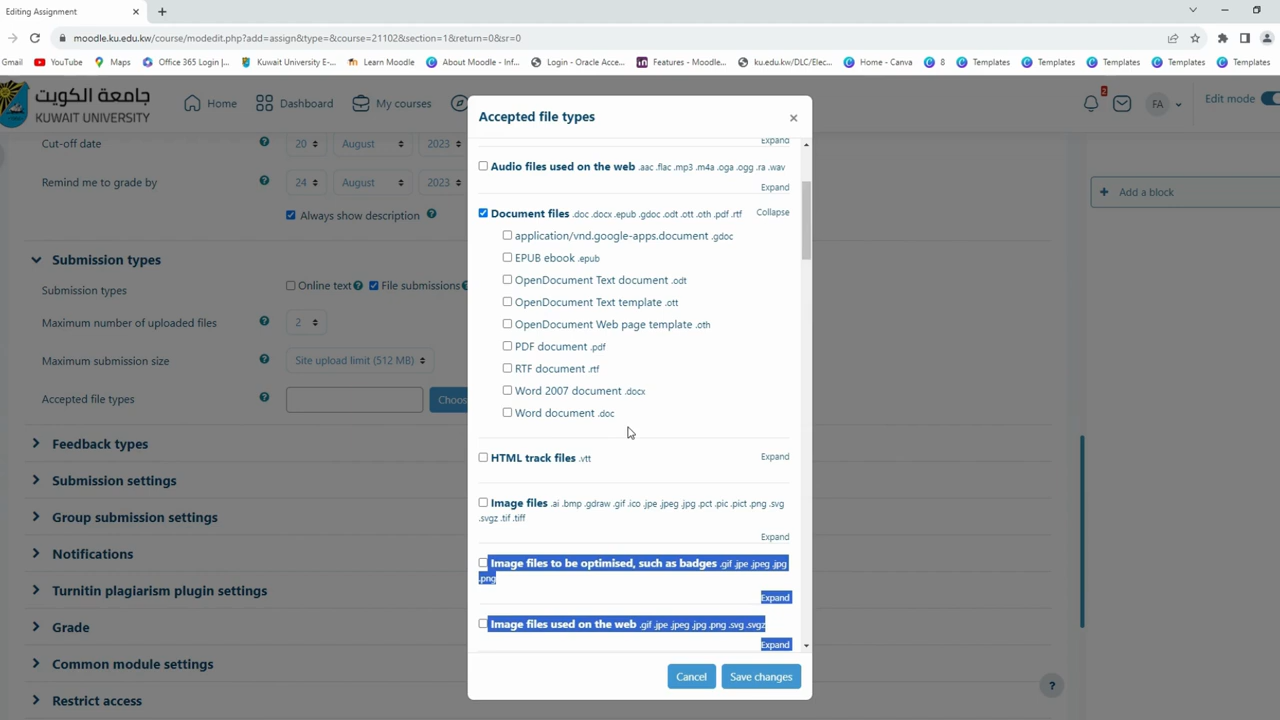 Editing Assignment
moodle.ku.edu.kw/course/modedit.php?add=assign&type=&course=21102&section=1&return=0&sr=0
Gmail YouTube Maps Office 365 Login |... Kuwait University E-... Learn Moodle About Moodle - Inf... Login - Oracle Acce... Features - Moodle... ku.edu.kw/DLC/Elec... Home - Canva 8 Templates Templates Templates Templates Templates
جامعة الكويت
KUWAIT UNIVERSITY
Home Dashboard My courses
2
FA
Edit mode
Cut-off date ? 20 August 2023
Remind me to grade by ? 24 August 2023
Always show description ?
Add a block
Submission types
Submission types Online text ? File submissions ?
Maximum number of uploaded files ? 2
Maximum submission size ? Site upload limit (512 MB)
Accepted file types ? Choos
Feedback types
Submission settings
Group submission settings
Notifications
Turnitin plagiarism plugin settings
Grade
Common module settings
Restrict access
?
Accepted file types ×
Expand
Audio files used on the web .aac .flac .mp3 .m4a .oga .ogg .ra .wav
Expand
Document files .doc .docx .epub .gdoc .odt .ott .oth .pdf .rtf Collapse
application/vnd.google-apps.document .gdoc
EPUB ebook .epub
OpenDocument Text document .odt
OpenDocument Text template .ott
OpenDocument Web page template .oth
PDF document .pdf
RTF document .rtf
Word 2007 document .docx
Word document .doc
HTML track files .vtt Expand
Image files .ai .bmp .gdraw .gif .ico .jpe .jpeg .jpg .pct .pic .pict .png .svg
.svgz .tif .tiff
Expand
Image files to be optimised, such as badges .gif .jpe .jpeg .jpg
.png
Expand
Image files used on the web .gif .jpe .jpeg .jpg .png .svg .svgz
Expand
Cancel Save changes